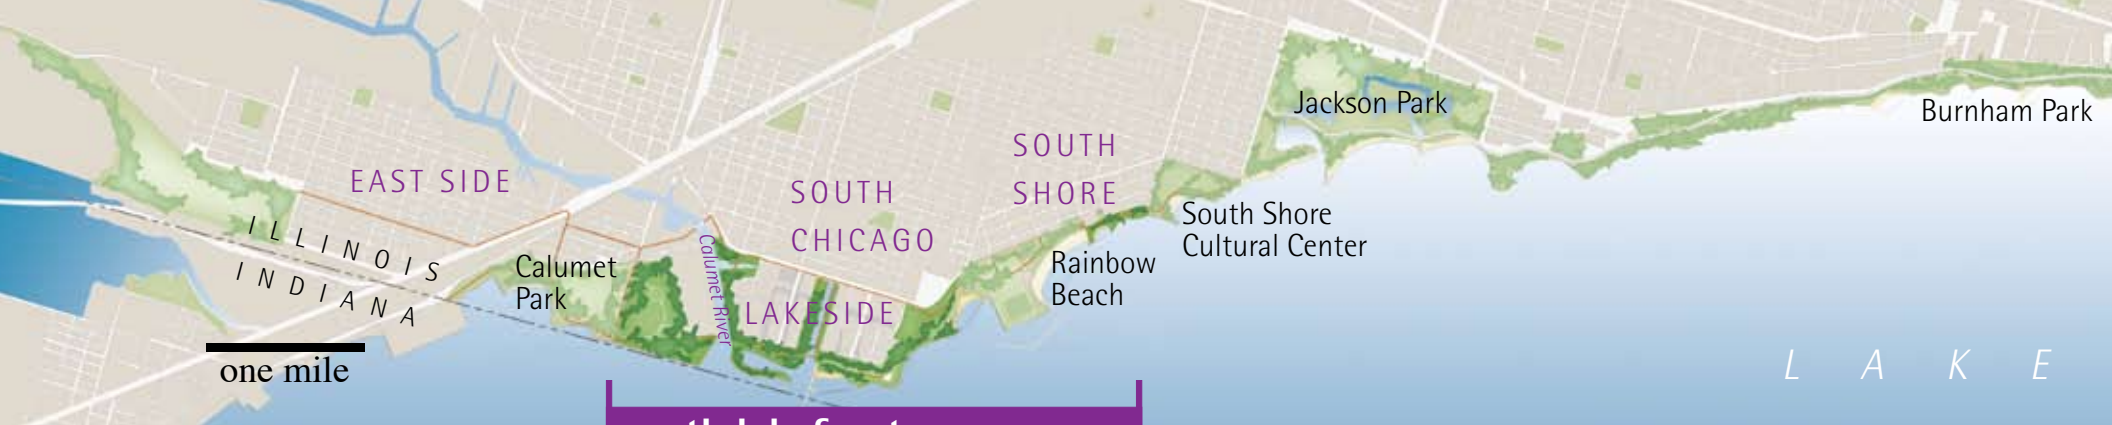 Jackson Park
Burnham Park
SOUTH
SHORE
EAST SIDE
SOUTH
CHICAGO
South Shore
Cultural Center
ILLINOIS
INDIANA
Calumet
Park
Calumet River
Rainbow
Beach
LAKESIDE
one mile
LAKE